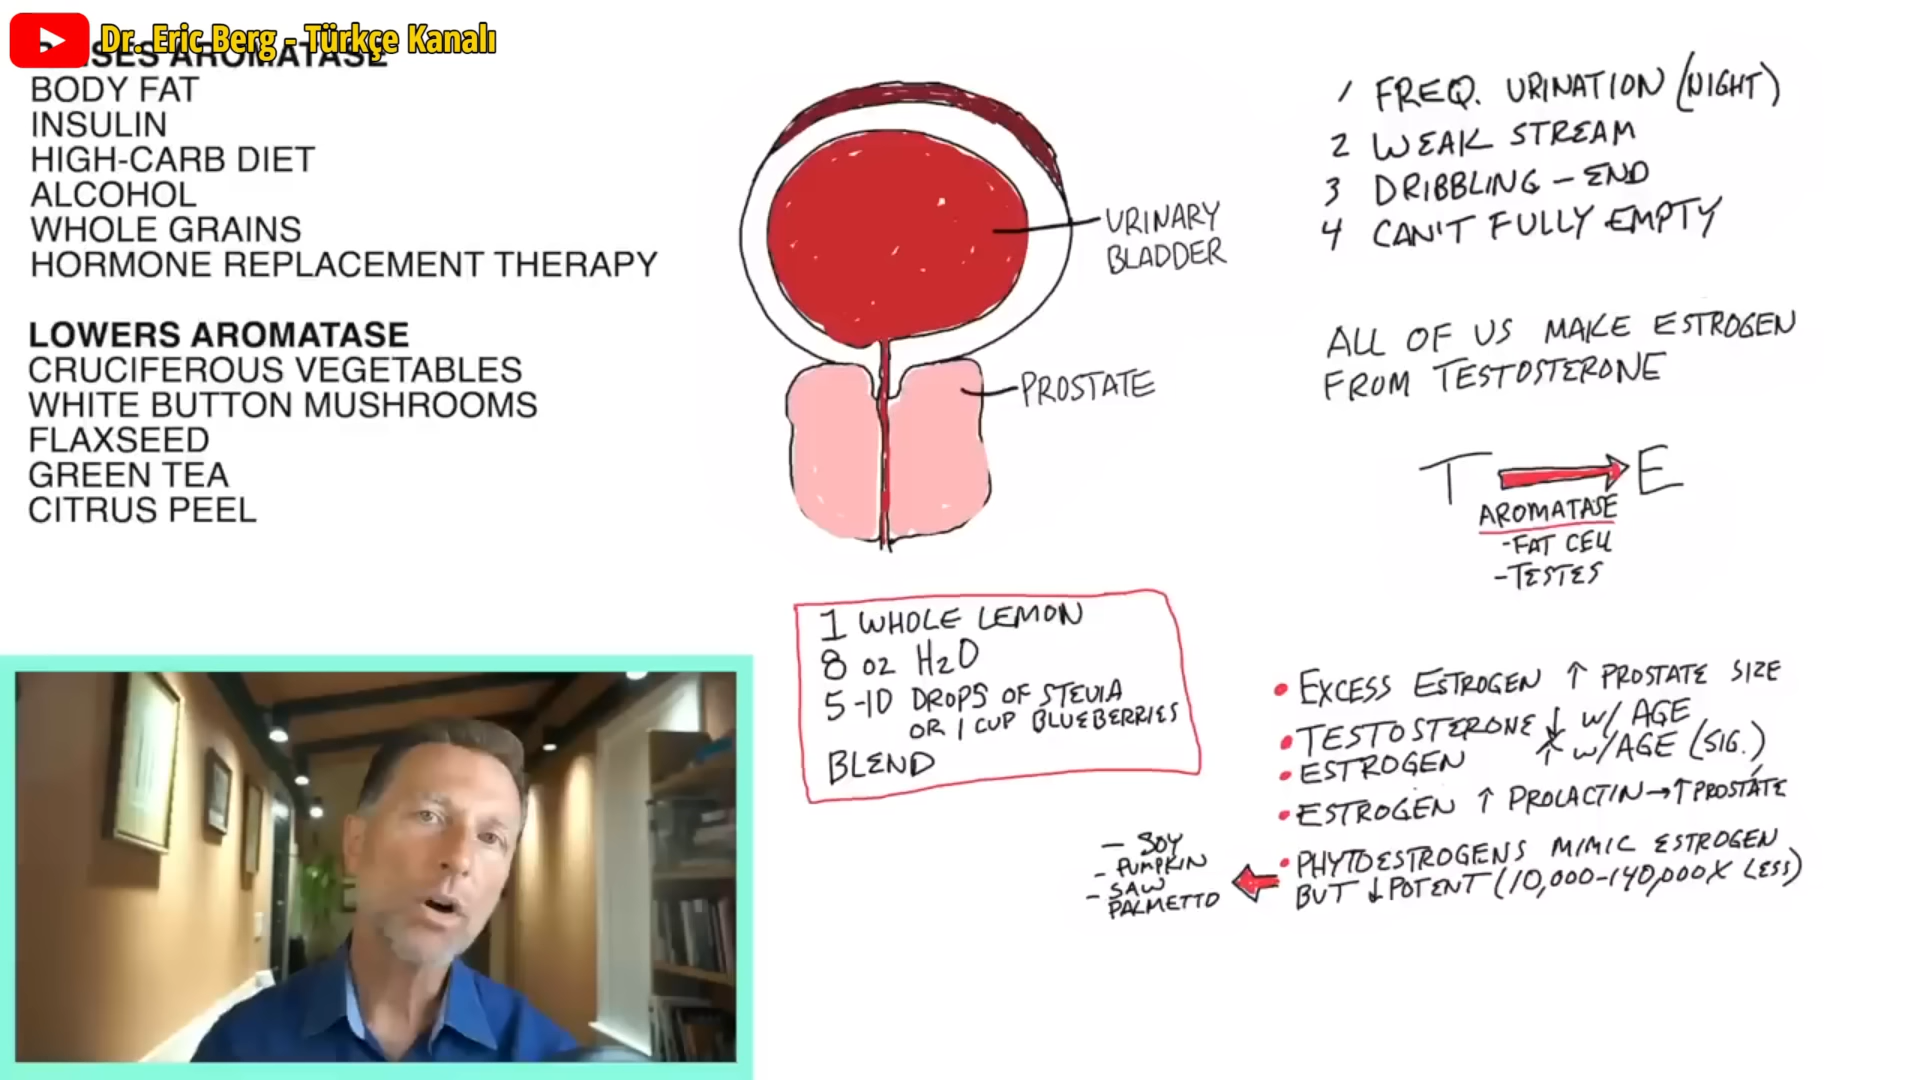 Dr. Eric Berg - Türkçe Kanalı
AROMATASE
BODY FAT
INSULIN
HIGH-CARB DIET
ALCOHOL
WHOLE GRAINS
HORMONE REPLACEMENT THERAPY
LOWERS AROMATASE
CRUCIFEROUS VEGETABLES
WHITE BUTTON MUSHROOMS
FLAXSEED
GREEN TEA
CITRUS PEEL
URINARY
BLADDER
PROSTATE
1 WHOLE LEMON
8 OZ H2O
5-10 DROPS OF STEVIA
OR 1 CUP BLUEBERRIES
BLEND
1 FREQ. URINATION (NIGHT)
2 WEAK STREAM
3 DRIBBLING - END
4 CAN'T FULLY EMPTY
ALL OF US MAKE ESTROGEN
FROM TESTOSTERONE
T E
AROMATASE
-FAT CELL
-TESTES
• EXCESS ESTROGEN ↑ PROSTATE SIZE
• TESTOSTERONE ↓ W/ AGE
• ESTROGEN ↑ W/AGE (SIG.)
• ESTROGEN ↑ PROLACTIN→↑PROSTATE
• PHYTOESTROGENS MIMIC ESTROGEN
BUT ↓POTENT (10,000-140,000X LESS)
- SOY
- PUMPKIN
- SAW
PALMETTO